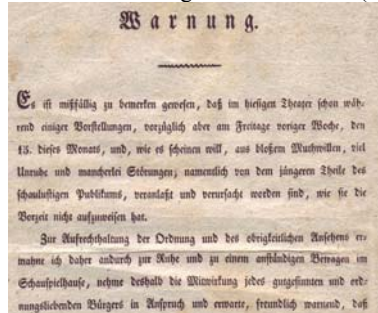 Warnung.
Es ist mißfällig zu bemerken gewesen, daß im hiesigen Theater schon wäh-
rend einiger Vorstellungen, vorzüglich aber am Freitage voriger Woche, den
13. dieses Monats, und, wie es scheinen will, aus bloßem Muthwillen, viel
Unruhe und mancherlei Störungen; namentlich von dem jüngeren Theile des
schaulustigen Publikums, veranlaßt und verursacht worden sind, wie sie die
Vorzeit nicht aufzuweisen hat.
Zur Aufrechthaltung der Ordnung und des obrigkeitlichen Ansehens er-
mahne ich daher andurch zur Ruhe und zu einem anständigen Betragen im
Schauspielhause, nehme deshalb die Mitwirkung jedes gutgesinnten und ord-
nungsliebenden Bürgers in Anspruch und erwarte, freundlich warnend, daß